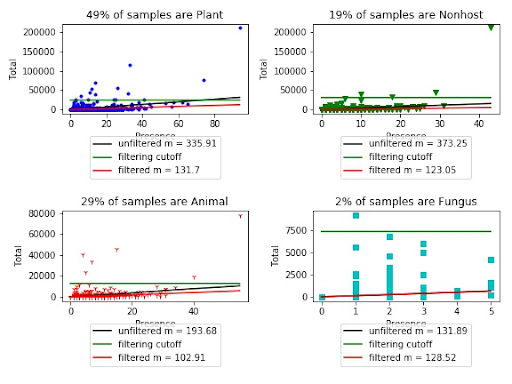 49% of samples are Plant
200000
150000
100000
50000
0
Total
0 20 40 60 80
Presence
unfiltered m = 335.91
filtering cutoff
filtered m = 131.7
19% of samples are Nonhost
200000
150000
100000
50000
0
Total
0 20 40
Presence
unfiltered m = 373.25
filtering cutoff
filtered m = 123.05
29% of samples are Animal
80000
60000
40000
20000
0
Total
0 20 40
Presence
unfiltered m = 193.68
filtering cutoff
filtered m = 102.91
2% of samples are Fungus
7500
5000
2500
0
Total
0 1 2 3 4 5
Presence
unfiltered m = 131.89
filtering cutoff
filtered m = 128.52